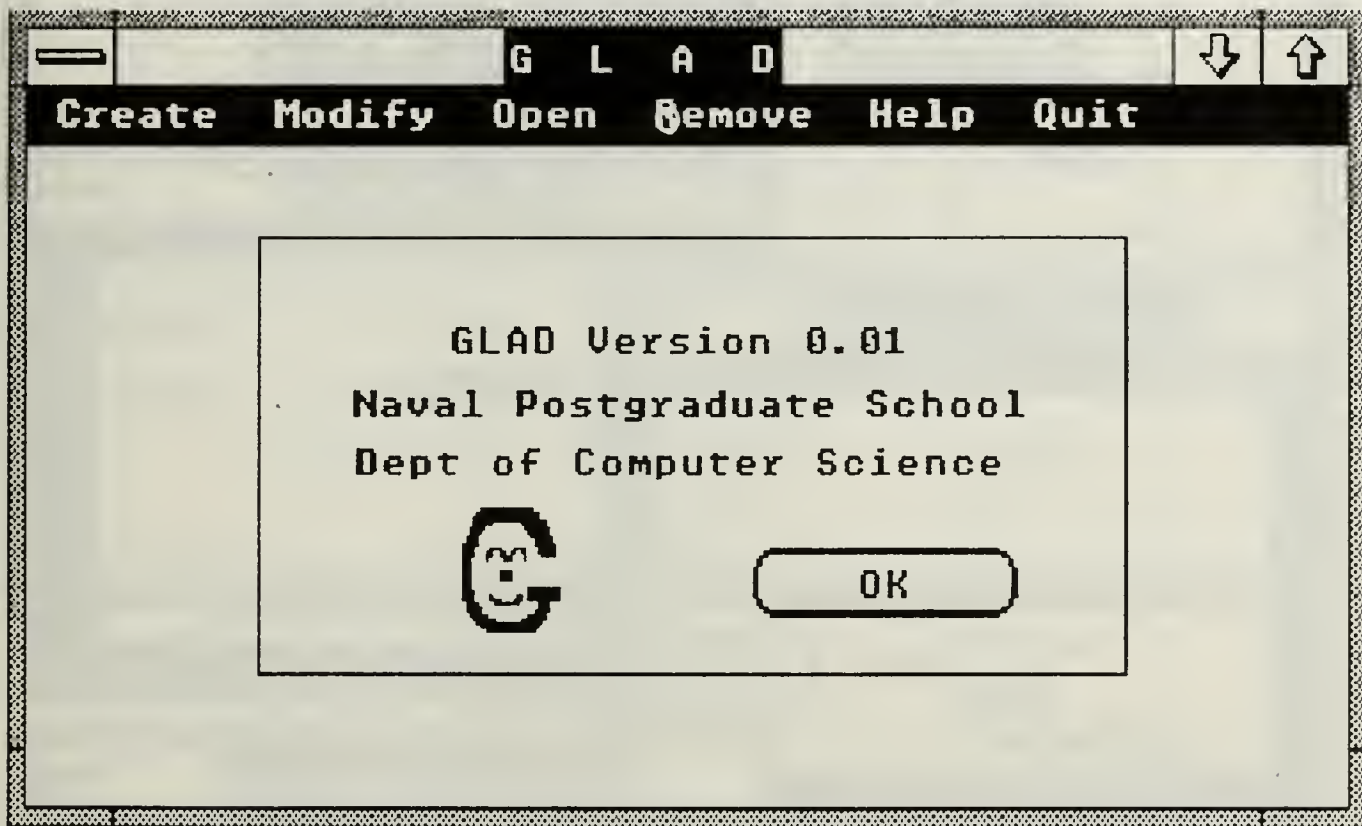 G L A D
Create Modify Open Remove Help Quit
GLAD Version 0.01
Naval Postgraduate School
Dept of Computer Science
OK